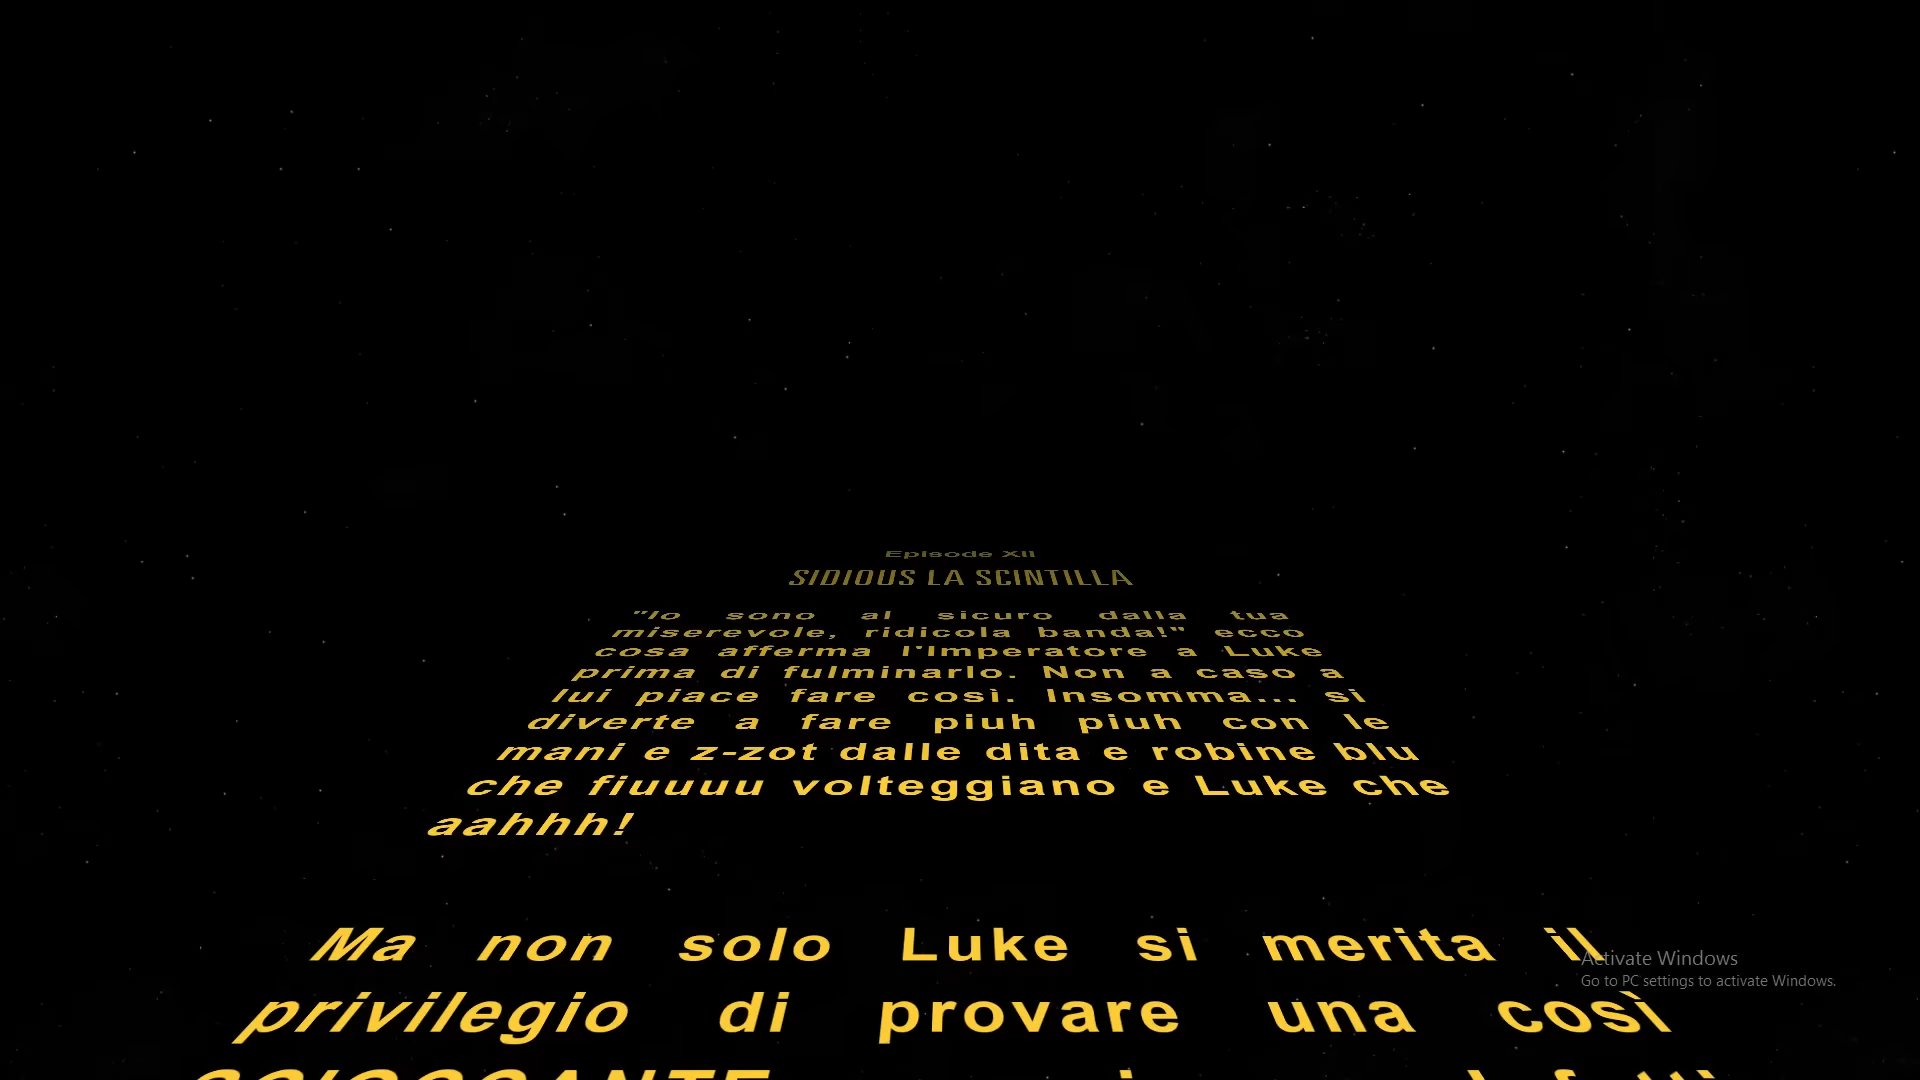 Episode XII
SIDIOUS LA SCINTILLA
"Io sono al sicuro dalla tua
miserevole, ridicola banda!" ecco
cosa afferma l'Imperatore a Luke
prima di fulminarlo. Non a caso a
lui piace fare così. Insomma... si
diverte a fare piuh piuh con le
mani e z-zot dalle dita e robine blu
che fiuuuu volteggiano e Luke che
aahhh!
Ma non solo Luke si merita il
privilegio di provare una così
Activate Windows
Go to PC settings to activate Windows.